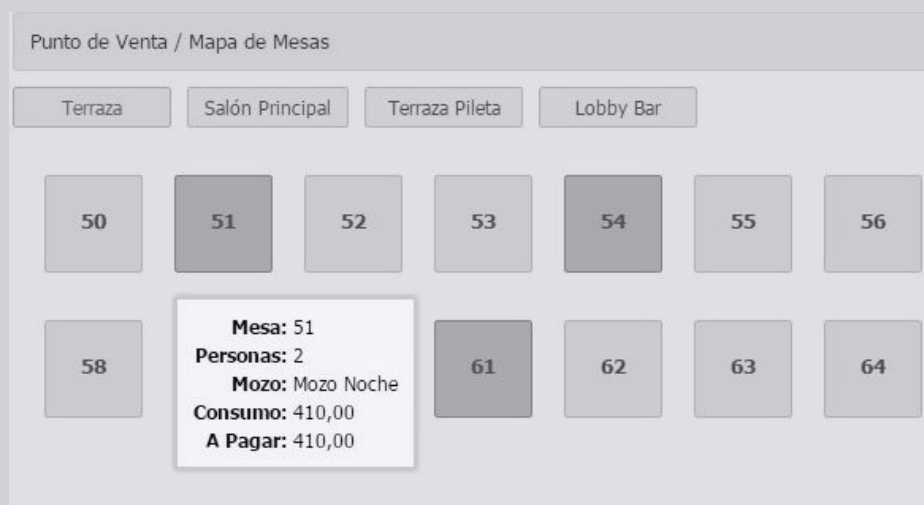 Punto de Venta / Mapa de Mesas
Terraza Salón Principal Terraza Pileta Lobby Bar
50 51 52 53 54 55 56
58 61 62 63 64
Mesa: 51
Personas: 2
Mozo: Mozo Noche
Consumo: 410,00
A Pagar: 410,00